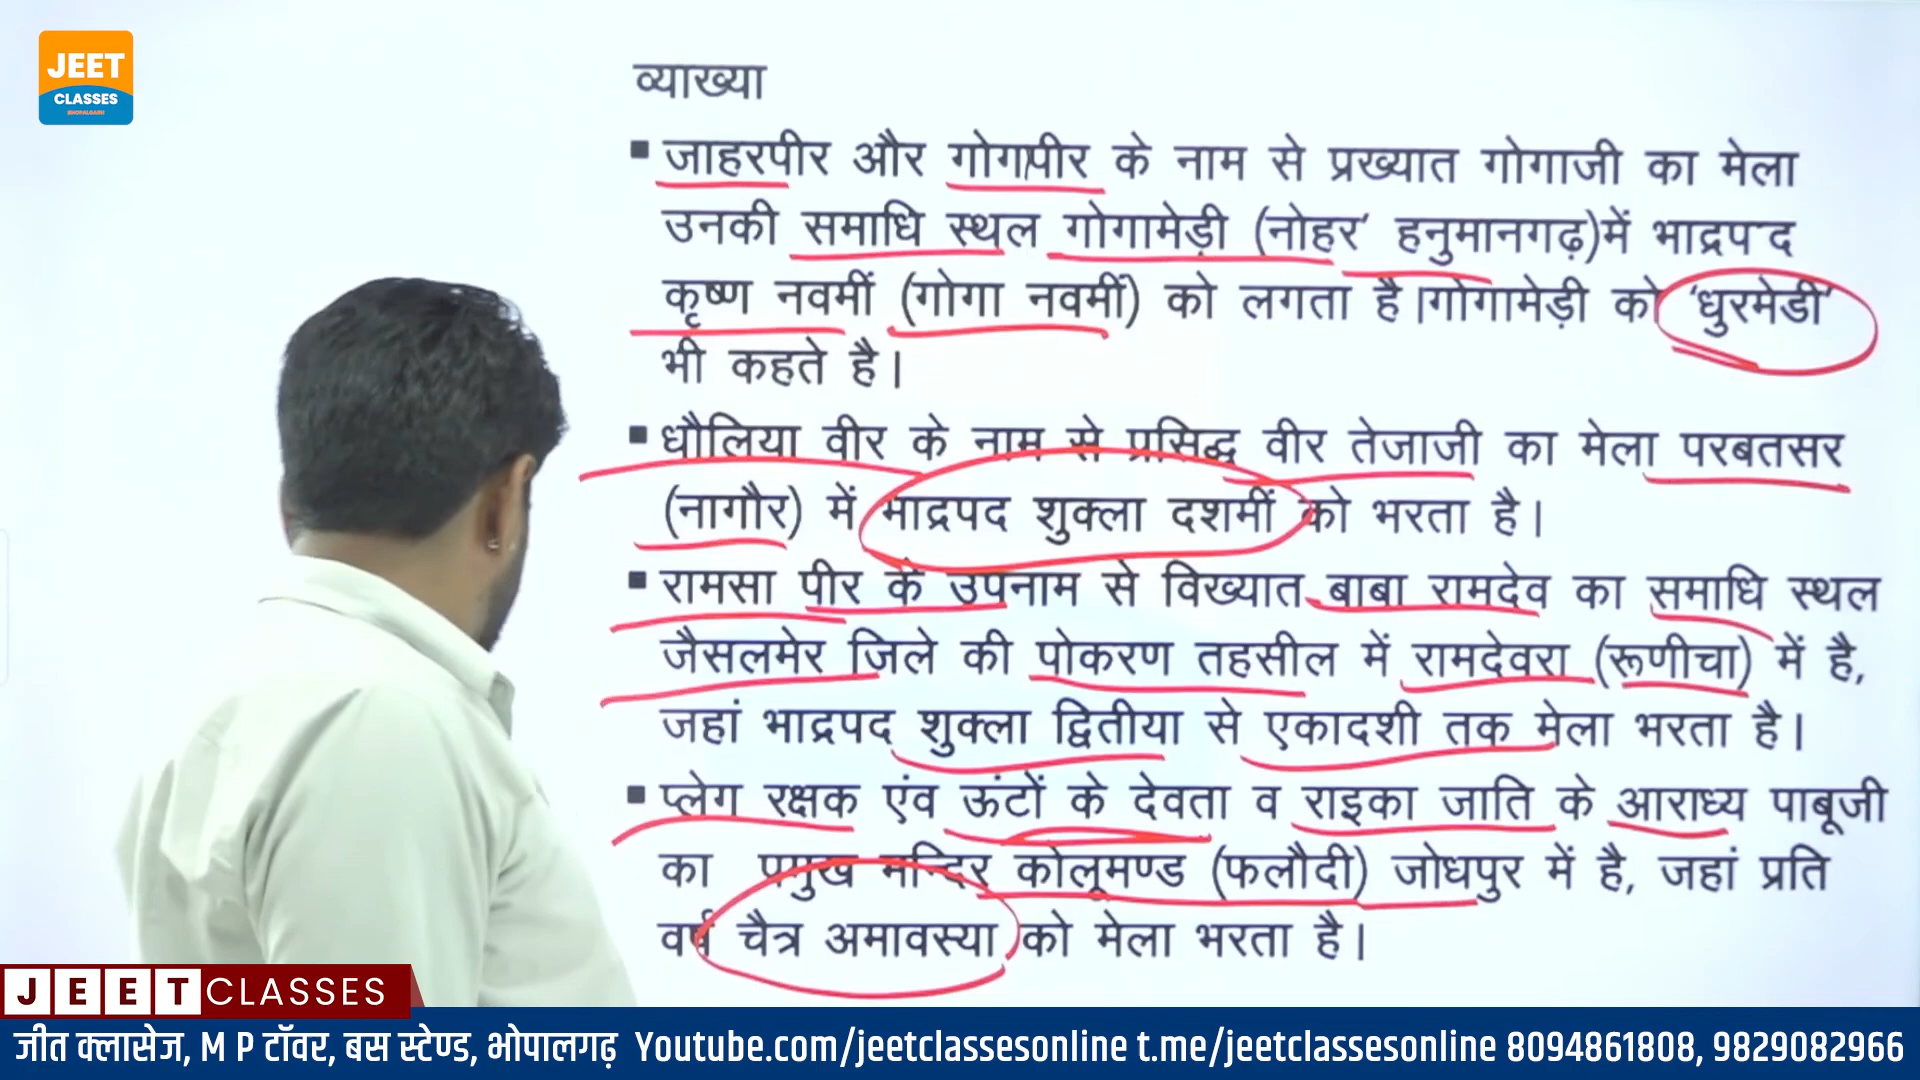 JEET
CLASSES
व्याख्या
▪ जाहरपीर और गोगापीर के नाम से प्रख्यात गोगाजी का मेला
उनकी समाधि स्थल गोगामेड़ी (नोहर' हनुमानगढ़)में भाद्रपद
कृष्ण नवमीं (गोगा नवमीं) को लगता है।गोगामेड़ी को 'धुरमेडी'
भी कहते है।
▪ धौलिया वीर के नाम से प्रसिद्ध वीर तेजाजी का मेला परबतसर
(नागौर) में भाद्रपद शुक्ला दशमीं को भरता है।
▪ रामसा पीर के उपनाम से विख्यात बाबा रामदेव का समाधि स्थल
जैसलमेर जिले की पोकरण तहसील में रामदेवरा (रूणीचा) में है,
जहां भाद्रपद शुक्ला द्वितीया से एकादशी तक मेला भरता है।
▪ प्लेग रक्षक एंव ऊंटों के देवता व राइका जाति के आराध्य पाबूजी
का प्रमुख मन्दिर कोलूमण्ड (फलौदी) जोधपुर में है, जहां प्रति
वर्ष चैत्र अमावस्या को मेला भरता है।
JEET CLASSES
जीत क्लासेज, M P टॉवर, बस स्टेण्ड, भोपालगढ़ Youtube.com/jeetclassesonline t.me/jeetclassesonline 8094861808, 9829082966